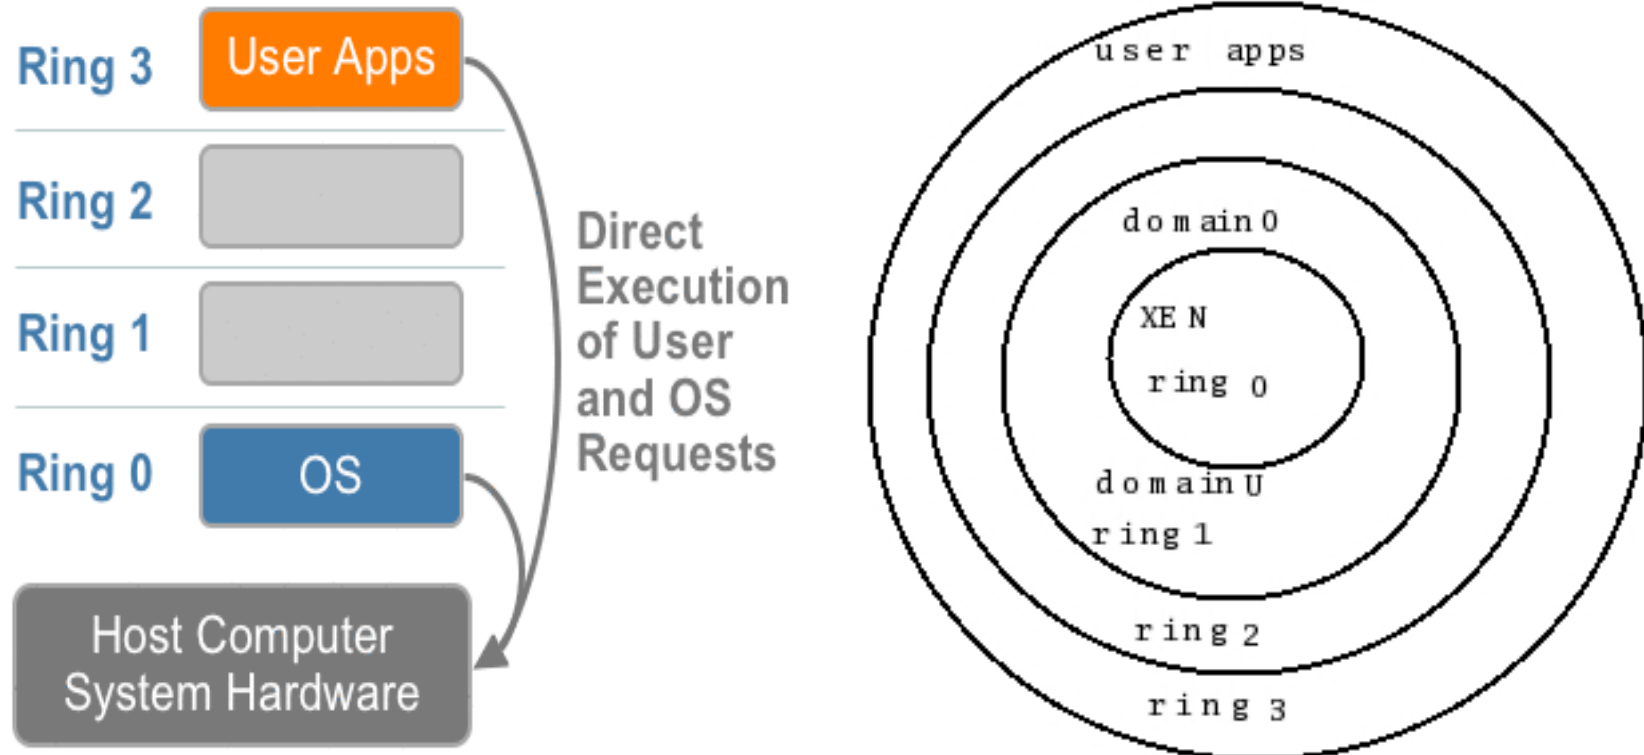 Ring 3
User Apps
Ring 2
Ring 1
Ring 0
OS
Direct
Execution
of User
and OS
Requests
Host Computer
System Hardware
user apps
domain0
XEN
ring 0
domainU
ring1
ring2
ring3